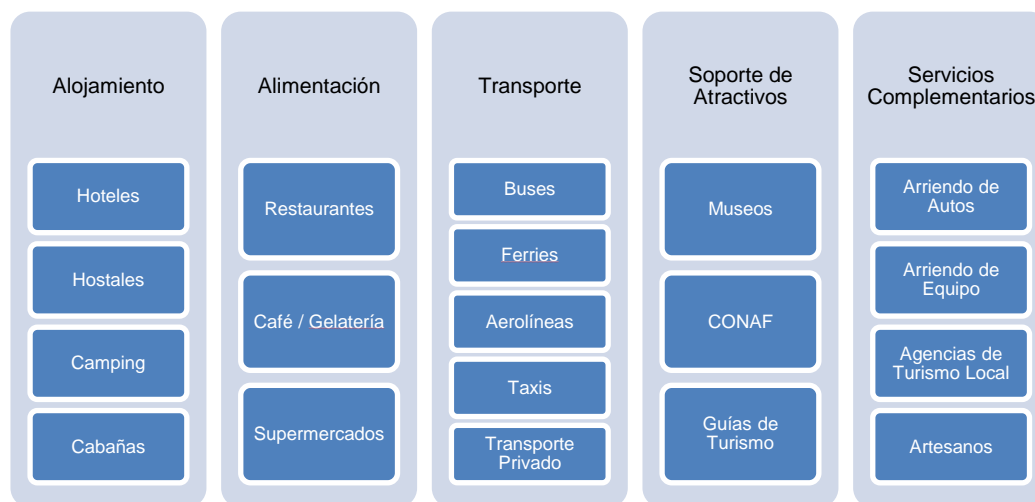 Alojamiento
Hoteles
Hostales
Camping
Cabañas
Alimentación
Restaurantes
Café / Gelatería
Supermercados
Transporte
Buses
Ferries
Aerolíneas
Taxis
Transporte
Privado
Soporte de
Atractivos
Museos
CONAF
Guías de
Turismo
Servicios
Complementarios
Arriendo de
Autos
Arriendo de
Equipo
Agencias de
Turismo Local
Artesanos